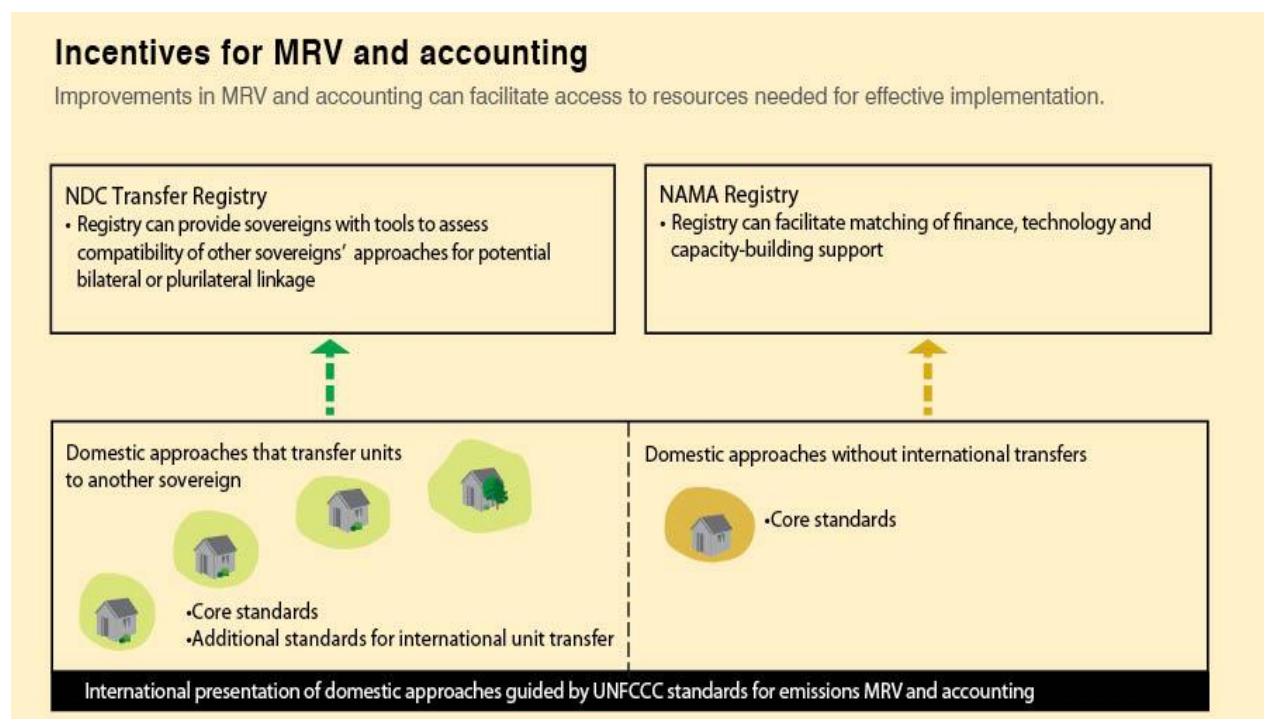 Incentives for MRV and accounting
Improvements in MRV and accounting can facilitate access to resources needed for effective implementation.
NDC Transfer Registry
• Registry can provide sovereigns with tools to assess
compatibility of other sovereigns' approaches for potential
bilateral or plurilateral linkage
NAMA Registry
• Registry can facilitate matching of finance, technology and
capacity-building support
Domestic approaches that transfer units
to another sovereign
•Core standards
•Additional standards for international unit transfer
Domestic approaches without international transfers
•Core standards
International presentation of domestic approaches guided by UNFCCC standards for emissions MRV and accounting